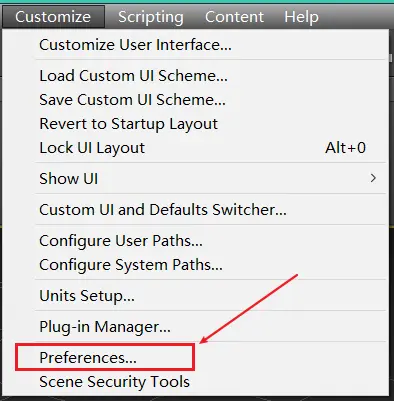 Customize Scripting Content Help
Customize User Interface...
Load Custom UI Scheme...
Save Custom UI Scheme...
Revert to Startup Layout
Lock UI Layout Alt+0
Show UI
Custom UI and Defaults Switcher...
Configure User Paths...
Configure System Paths...
Units Setup...
Plug-in Manager...
Preferences...
Scene Security Tools